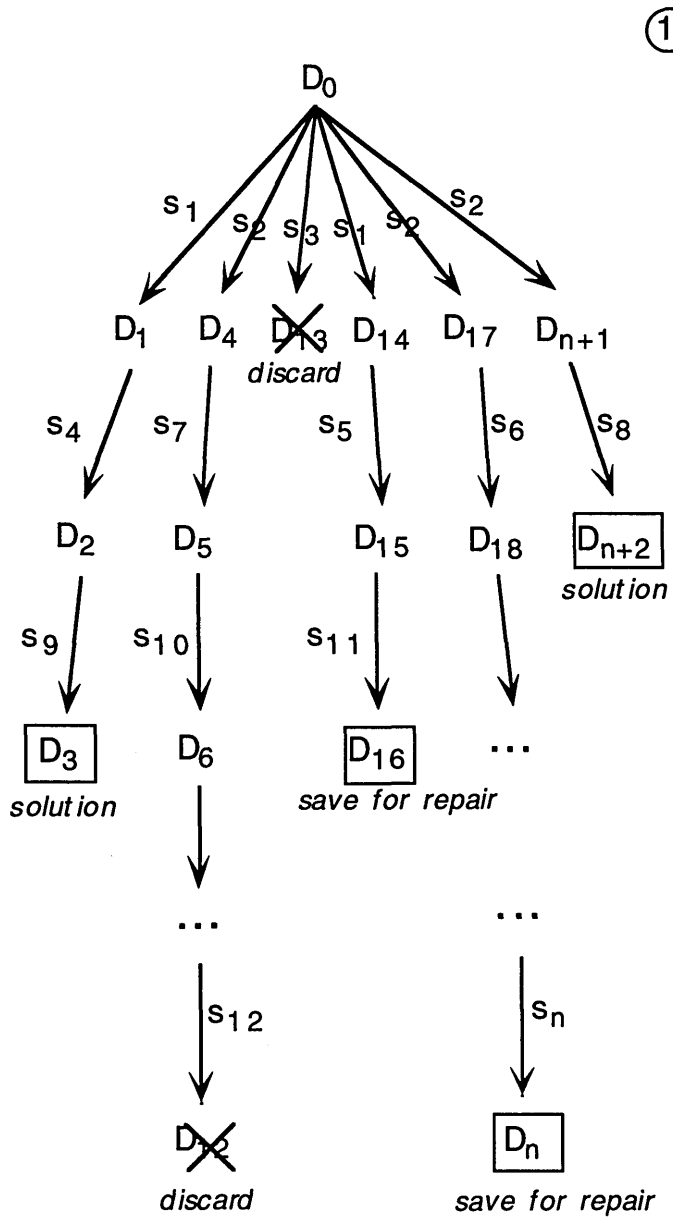 1
D₀
s₁ s₂ s₃ s₁ s₂ s₂
D₁ D₄ D₁₃ D₁₄ D₁₇ Dₙ₊₁
discard
s₄ s₇ s₅ s₆ s₈
D₂ D₅ D₁₅ D₁₈ Dₙ₊₂
solution
s₉ s₁₀ s₁₁
D₃ D₆ D₁₆ ...
solution save for repair
... ...
s₁₂ sₙ
D₁₂ Dₙ
discard save for repair